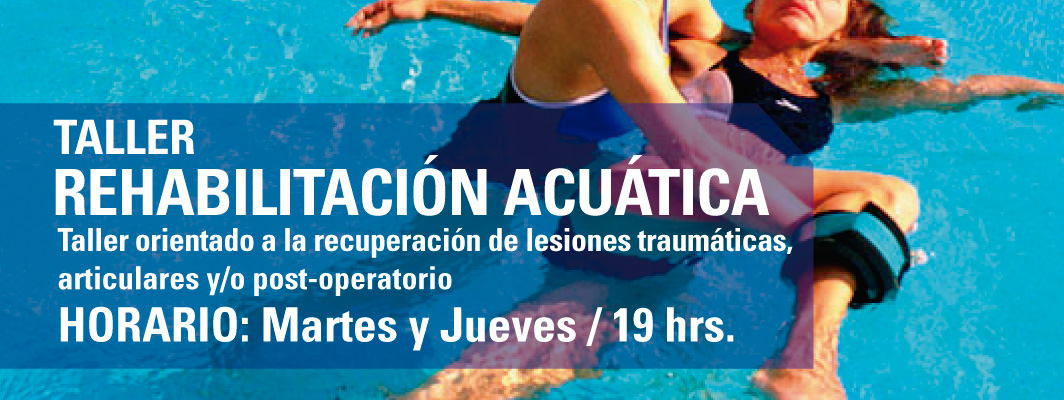 TALLER
REHABILITACIÓN ACUÁTICA
Taller orientado a la recuperación de lesiones traumáticas,
articulares y/o post-operatorio
HORARIO: Martes y Jueves / 19 hrs.